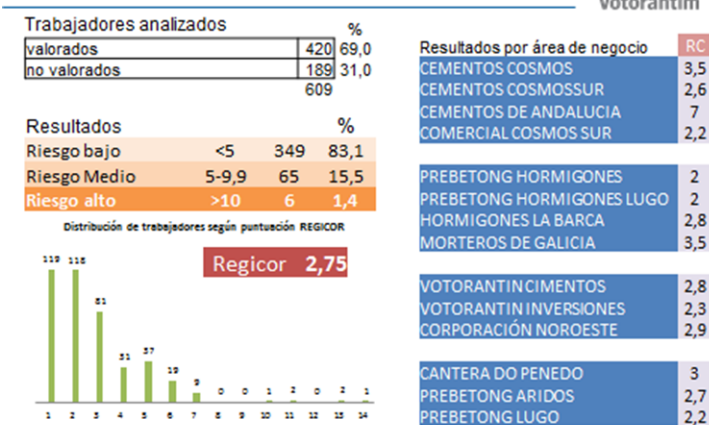 Votorantim
Trabajadores analizados %
valorados 420 69,0
no valorados 189 31,0
609
Resultados %
Riesgo bajo <5 349 83,1
Riesgo Medio 5-9,9 65 15,5
Riesgo alto >10 6 1,4
Distribución de trabajadores según puntuación REGICOR
Regicor 2,75
119 118 81 31 37 19 9 0 0 1 2 0 2 1
1 2 3 4 5 6 7 8 9 10 11 12 13 14
Resultados por área de negocio RC
CEMENTOS COSMOS 3,5
CEMENTOS COSMOSSUR 2,6
CEMENTOS DE ANDALUCIA 7
COMERCIAL COSMOS SUR 2,2
PREBETONG HORMIGONES 2
PREBETONG HORMIGONES LUGO 2
HORMIGONES LA BARCA 2,8
MORTEROS DE GALICIA 3,5
VOTORANTIN CIMENTOS 2,8
VOTORANTIN INVERSIONES 2,3
CORPORACIÓN NOROESTE 2,9
CANTERA DO PENEDO 3
PREBETONG ARIDOS 2,7
PREBETONG LUGO 2,2